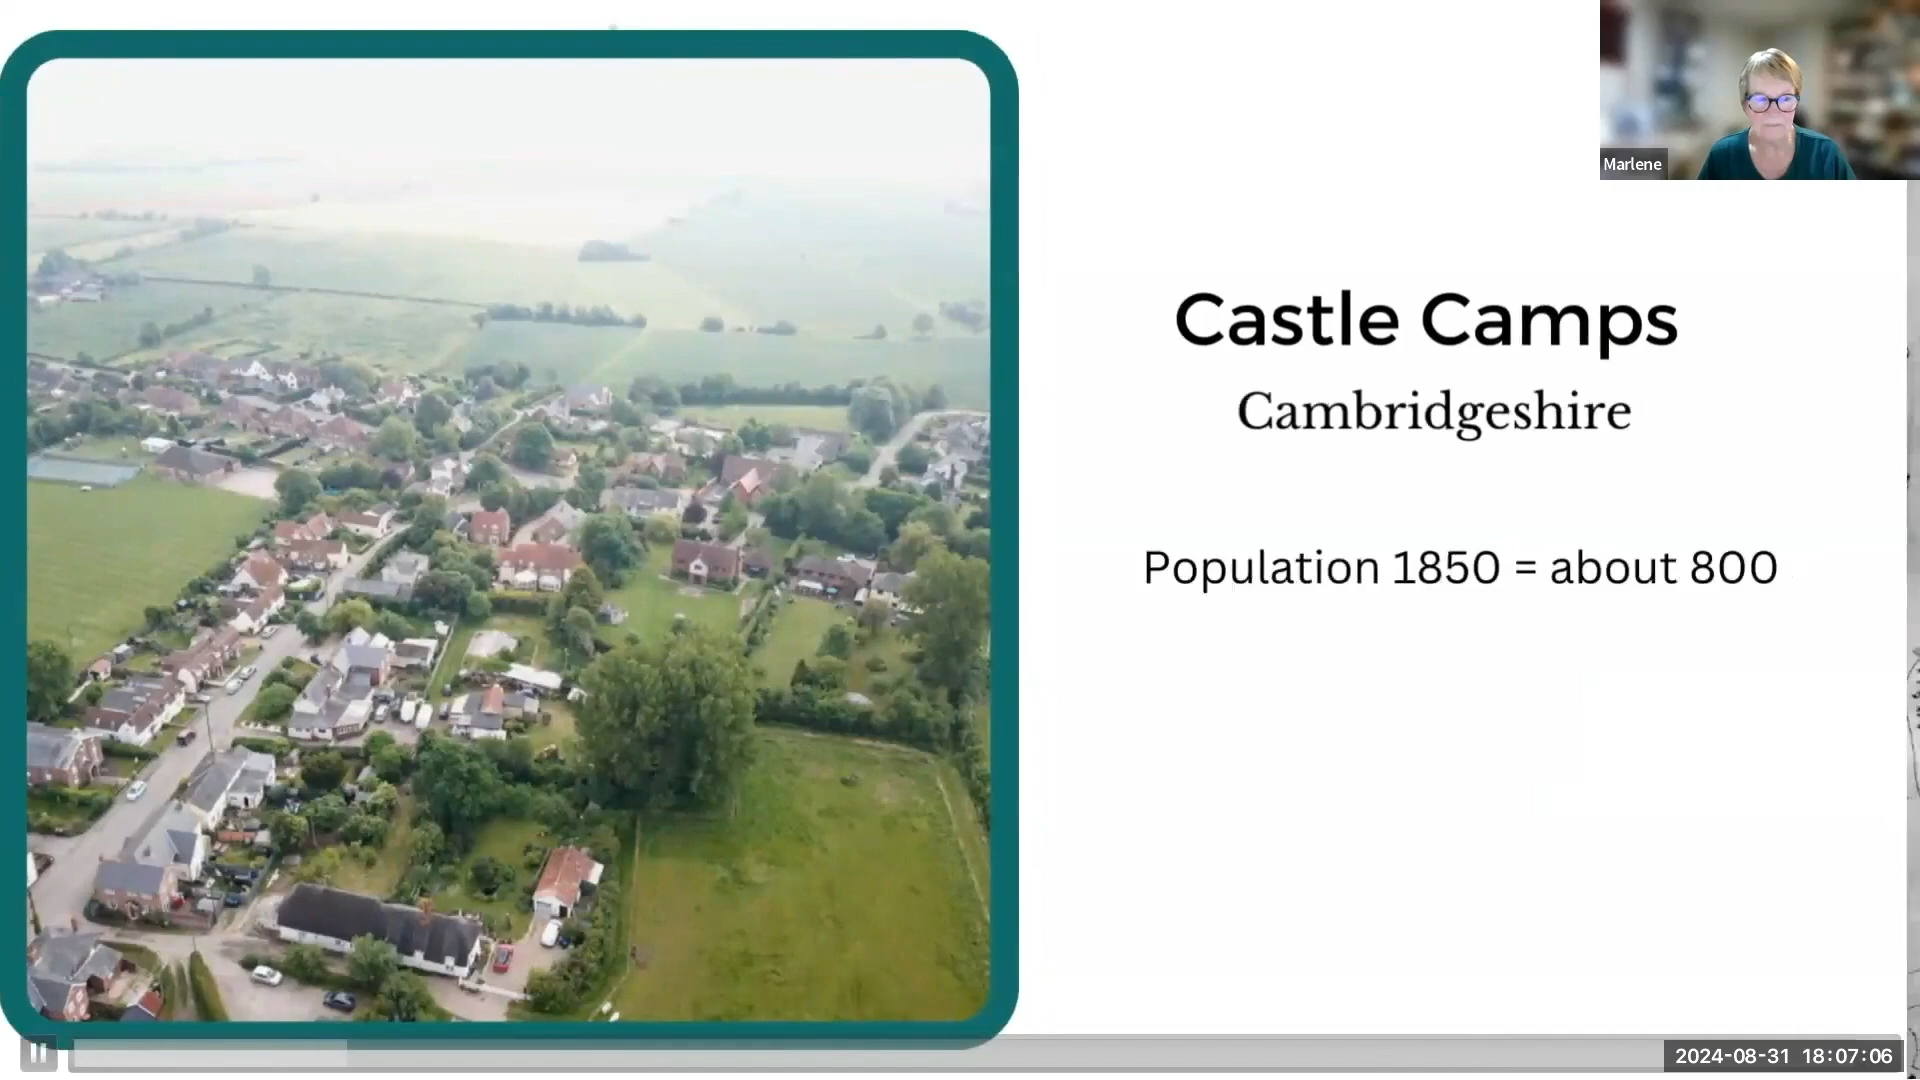 Marlene
Castle Camps
Cambridgeshire
Population 1850 = about 800
2024-08-31 18:07:06